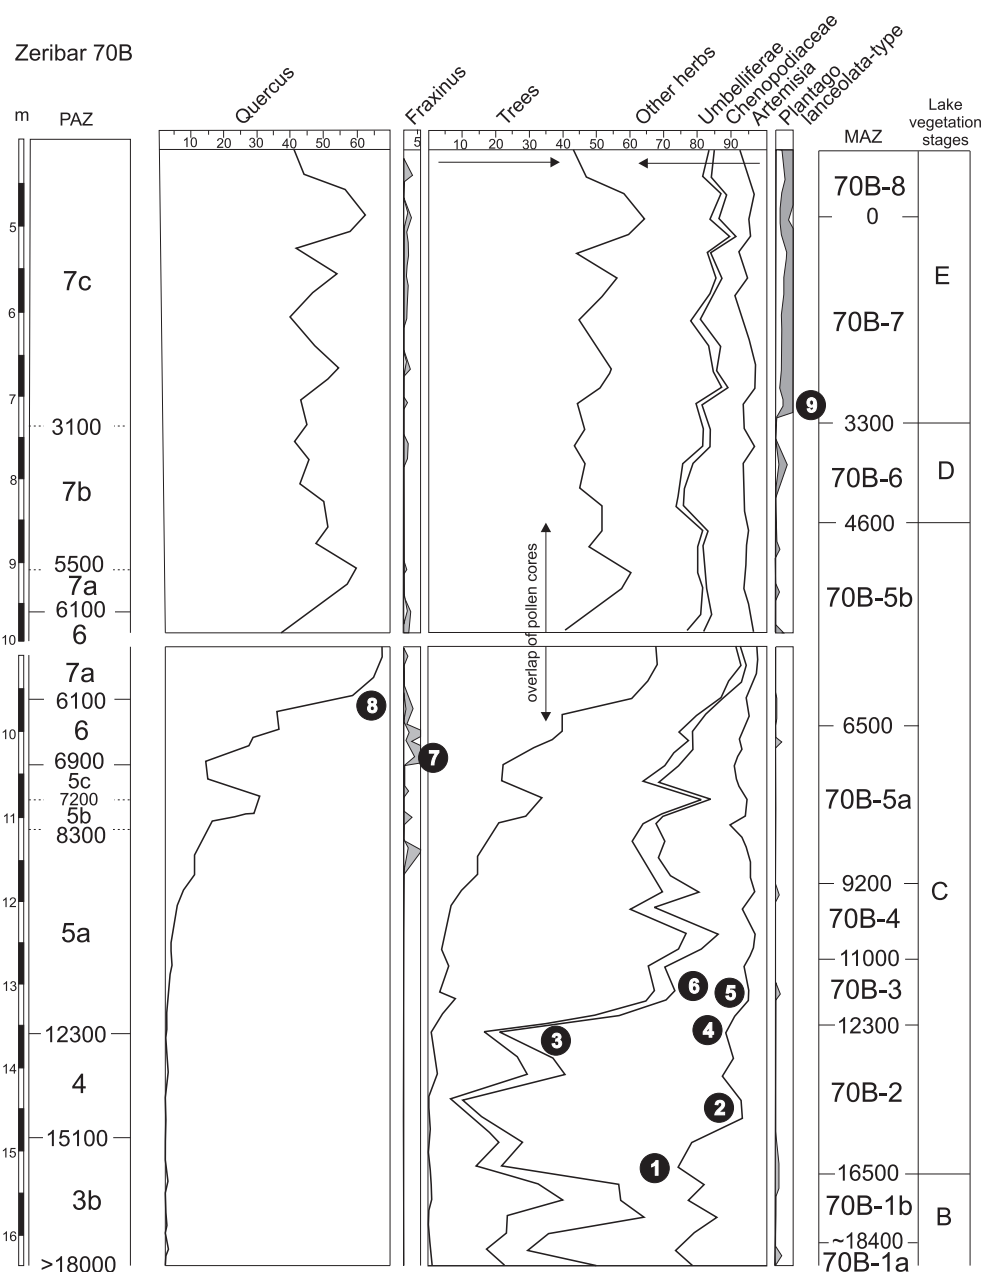 Zeribar 70B
m
PAZ
Quercus
Fraxinus
Trees
Other herbs
Umbelliferae
Chenopodiaceae
Artemisia
Plantago
lanceolata-type
MAZ
Lake
vegetation
stages
10 20 30 40 50 60
5
10 20 30 40 50 60 70 80 90
5
6
7
8
9
10
7c
3100
7b
5500
7a
6100
6
9
70B-8
0
70B-7
3300
70B-6
4600
70B-5b
E
D
overlap of pollen cores
10
11
12
13
14
15
16
7a
6100
6
6900
5c
7200
5b
8300
5a
12300
4
15100
3b
>18000
8
7
6
5
4
3
2
1
6500
70B-5a
9200
70B-4
11000
70B-3
12300
70B-2
16500
70B-1b
~18400
70B-1a
C
B